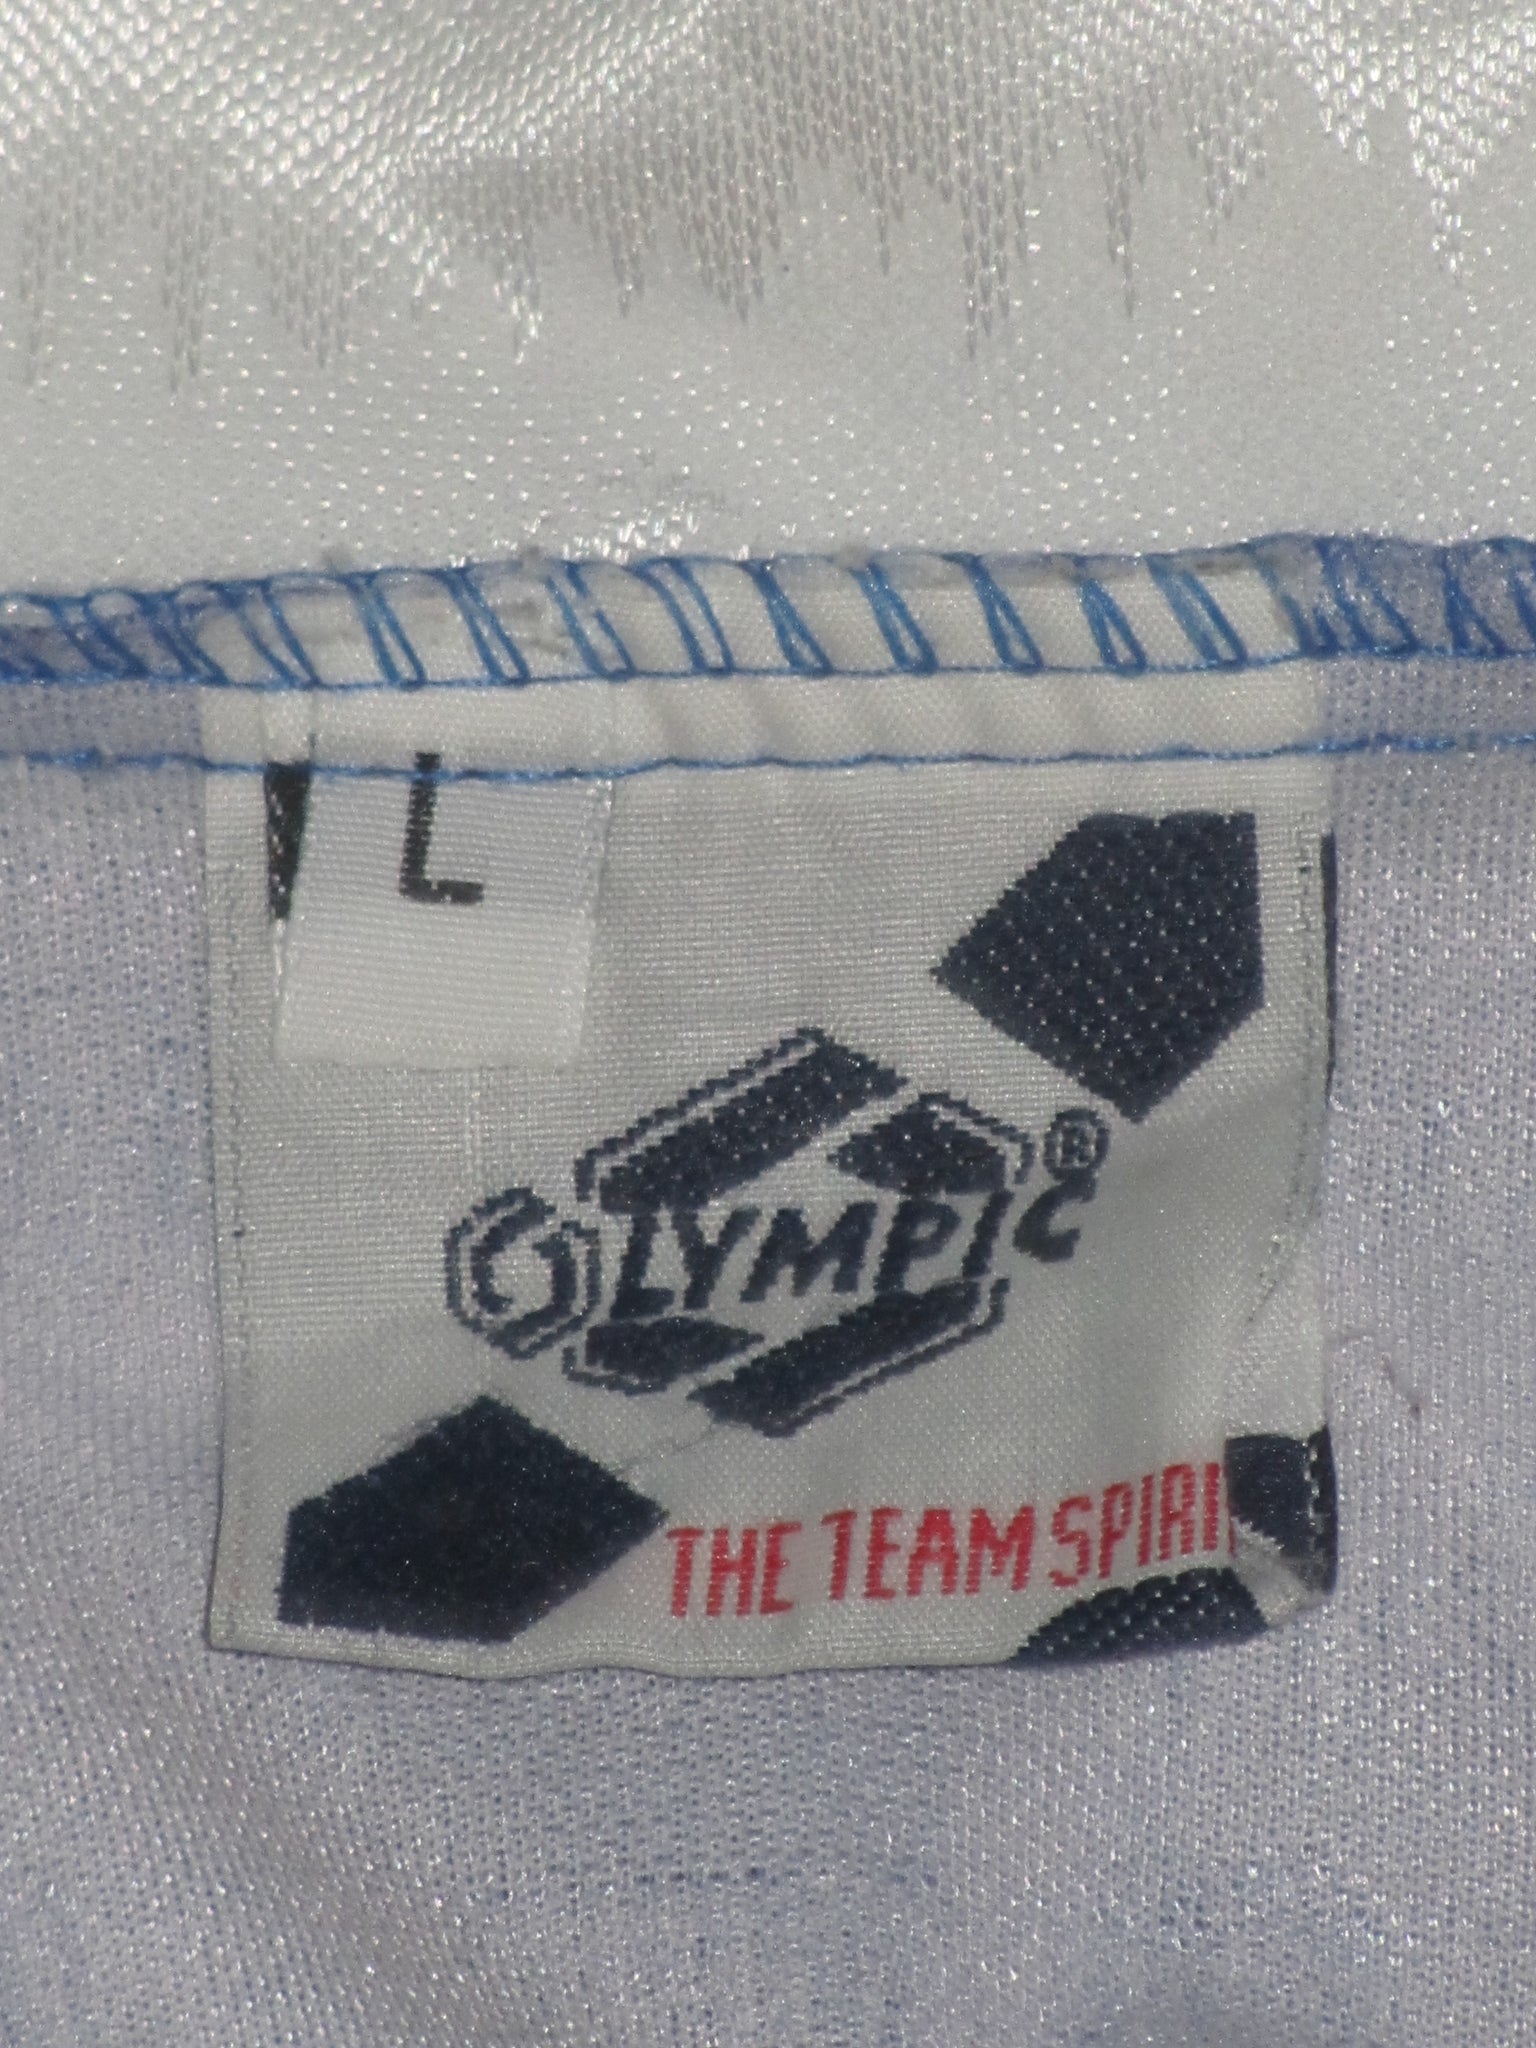 L
OLYMPIC®
THE TEAM SPIRI